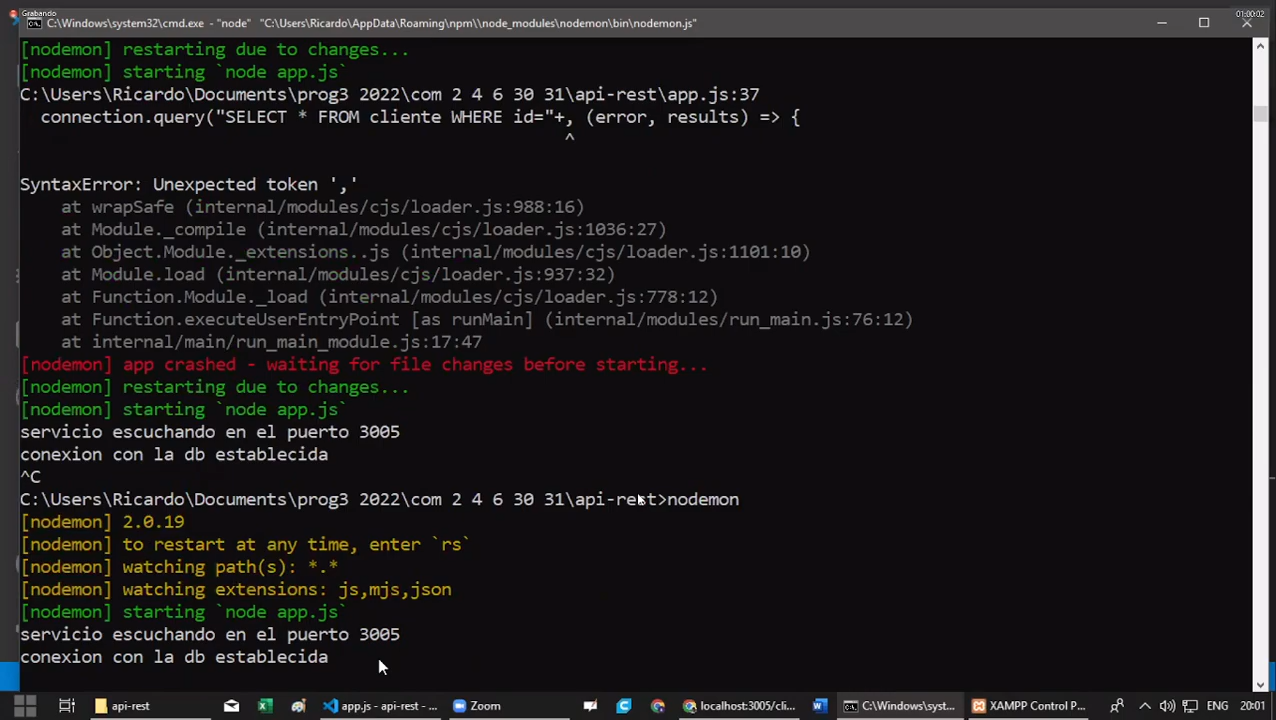 Grabando
01:00:02
C:\Windows\system32\cmd.exe - "node" "C:\Users\Ricardo\AppData\Roaming\npm\\node_modules\nodemon\bin\nodemon.js"
[nodemon] restarting due to changes...
[nodemon] starting `node app.js`
C:\Users\Ricardo\Documents\prog3 2022\com 2 4 6 30 31\api-rest\app.js:37
connection.query("SELECT * FROM cliente WHERE id="+, (error, results) => {
^
SyntaxError: Unexpected token ','
at wrapSafe (internal/modules/cjs/loader.js:988:16)
at Module._compile (internal/modules/cjs/loader.js:1036:27)
at Object.Module._extensions..js (internal/modules/cjs/loader.js:1101:10)
at Module.load (internal/modules/cjs/loader.js:937:32)
at Function.Module._load (internal/modules/cjs/loader.js:778:12)
at Function.executeUserEntryPoint [as runMain] (internal/modules/run_main.js:76:12)
at internal/main/run_main_module.js:17:47
[nodemon] app crashed - waiting for file changes before starting...
[nodemon] restarting due to changes...
[nodemon] starting `node app.js`
servicio escuchando en el puerto 3005
conexion con la db establecida
^C
C:\Users\Ricardo\Documents\prog3 2022\com 2 4 6 30 31\api-rest>nodemon
[nodemon] 2.0.19
[nodemon] to restart at any time, enter `rs`
[nodemon] watching path(s): *.*
[nodemon] watching extensions: js,mjs,json
[nodemon] starting `node app.js`
servicio escuchando en el puerto 3005
conexion con la db establecida
api-rest
app.js - api-rest - ...
Zoom
localhost:3005/cli...
C:\Windows\syst...
XAMPP Control P...
ENG
20:01